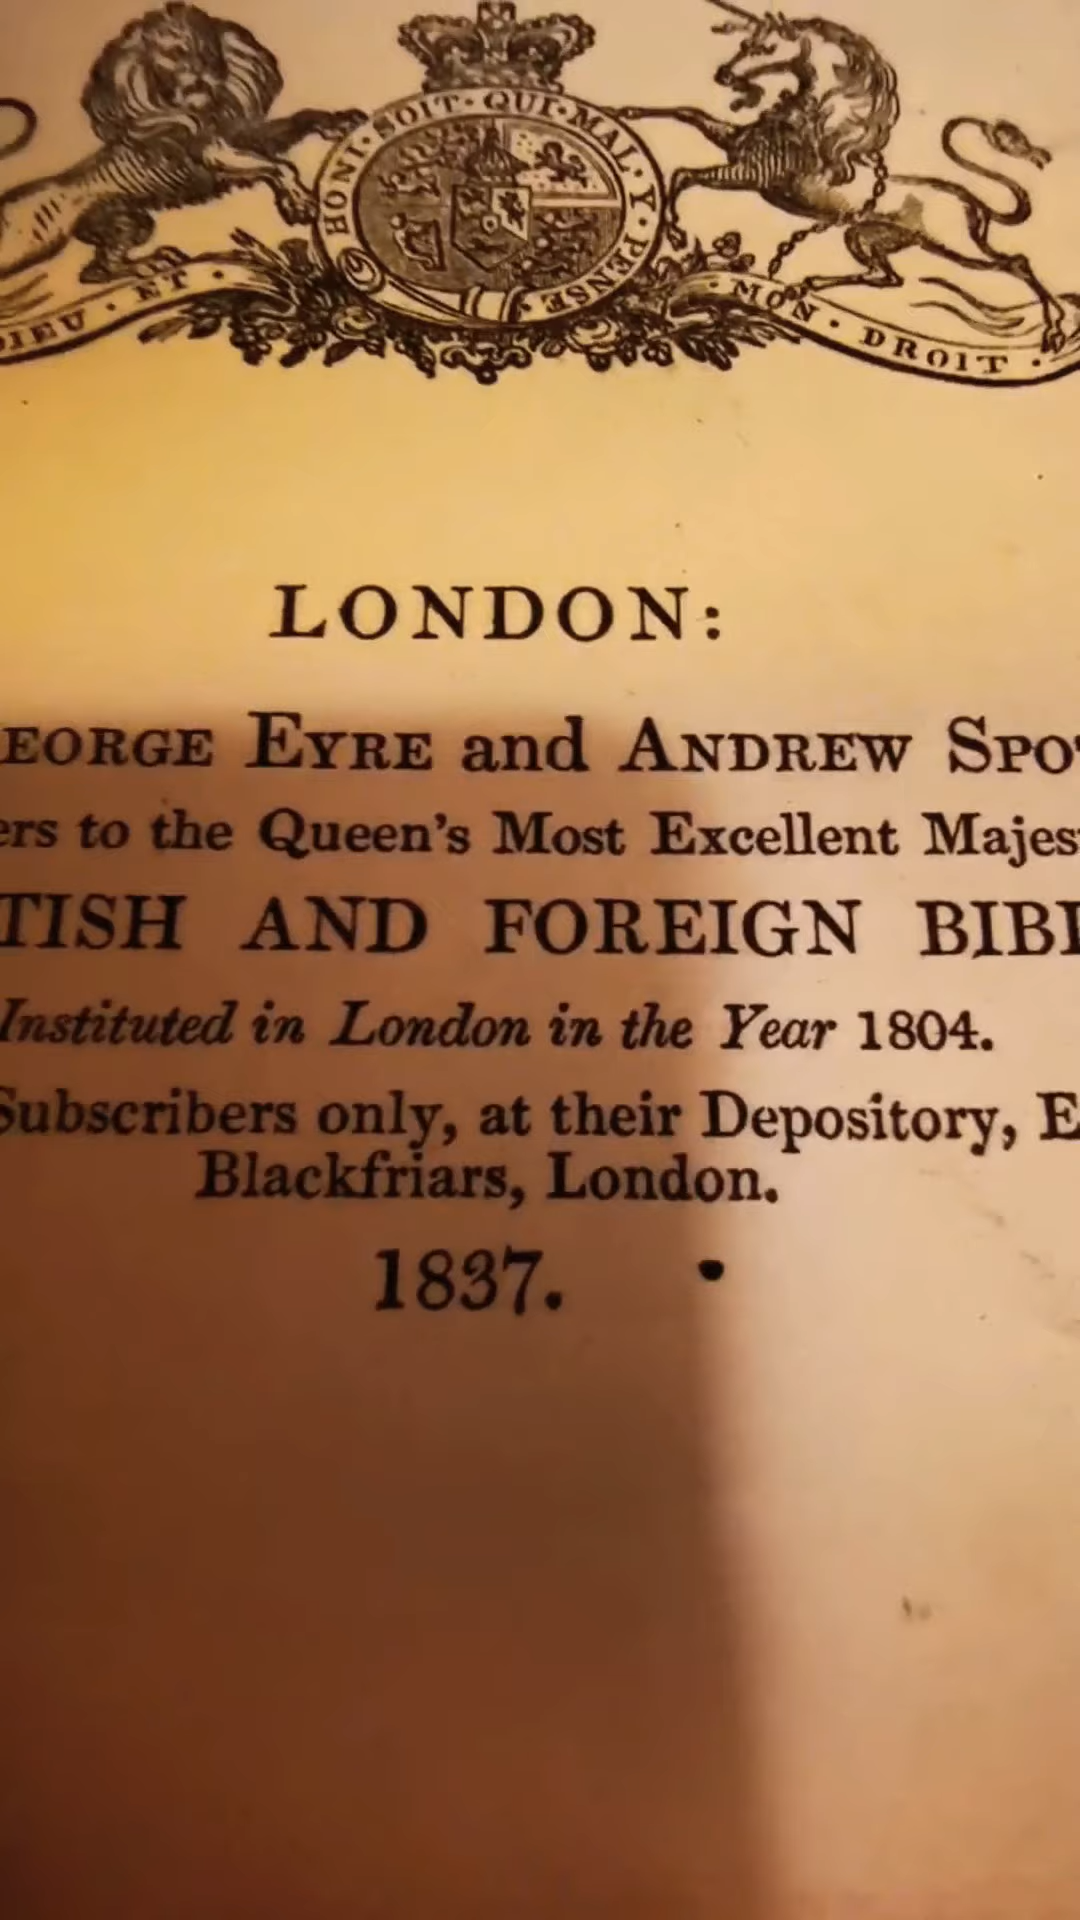 HONI·SOIT·QUI·MAL·Y·PENSE
DIEU · ET · MON · DROIT ·
LONDON:
EORGE EYRE and ANDREW SPO
ers to the Queen's Most Excellent Majes
TISH AND FOREIGN BIBL
Instituted in London in the Year 1804.
Subscribers only, at their Depository, E
Blackfriars, London.
1837.